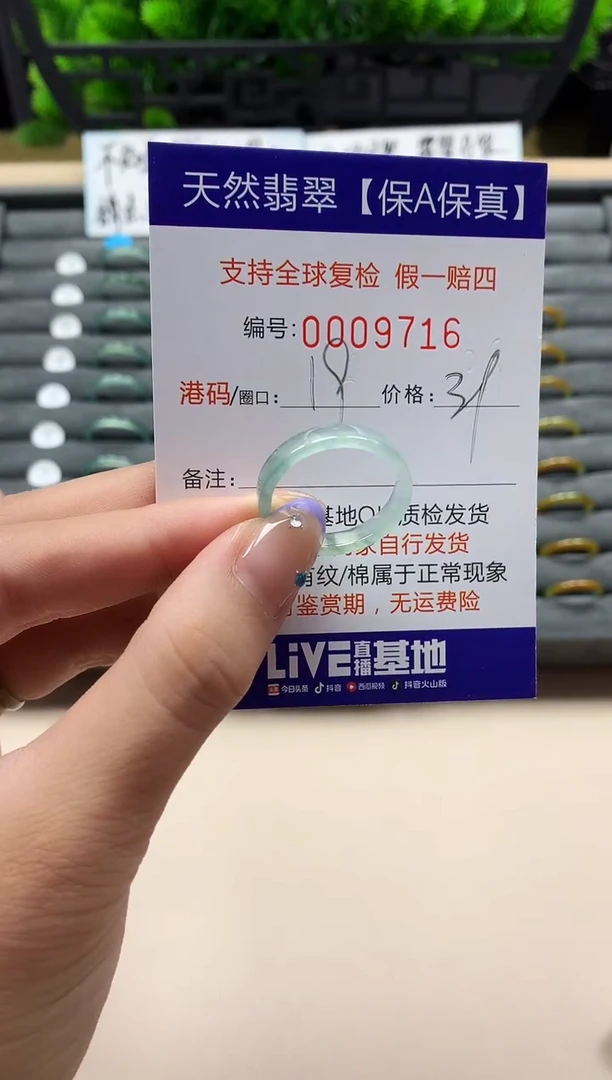 天然翡翠【保A保真】
支持全球复检 假一赔四
编号:0009716
港码/圈口: 18 价格:
备注:
基地 质检发货
家自行发货
纹/棉属于正常现象
鉴赏期，无运费险
LiVE直播基地
今日头条 抖音 西瓜视频 抖音火山版